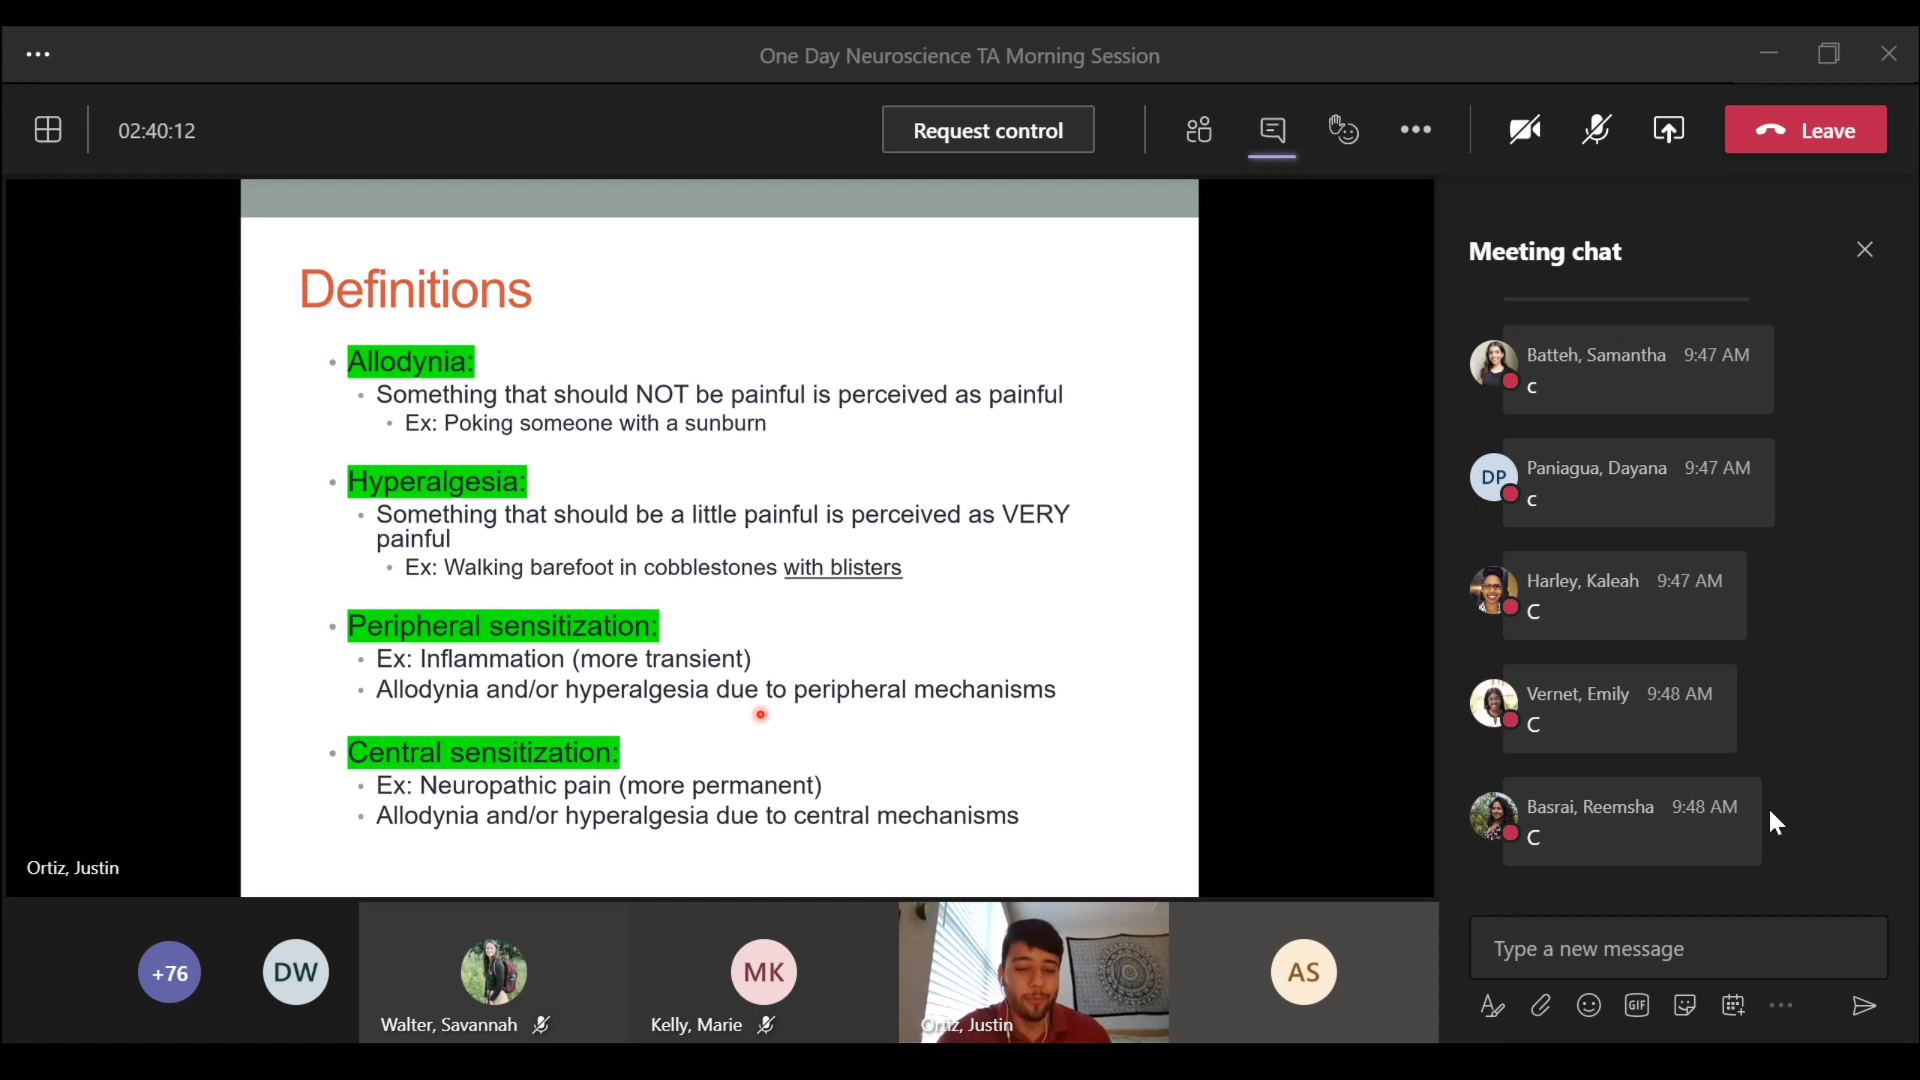 One Day Neuroscience TA Morning Session
02:40:12
Request control
Leave
Definitions
Allodynia:
Something that should NOT be painful is perceived as painful
Ex: Poking someone with a sunburn
Hyperalgesia:
Something that should be a little painful is perceived as VERY
painful
Ex: Walking barefoot in cobblestones with blisters
Peripheral sensitization:
Ex: Inflammation (more transient)
Allodynia and/or hyperalgesia due to peripheral mechanisms
Central sensitization:
Ex: Neuropathic pain (more permanent)
Allodynia and/or hyperalgesia due to central mechanisms
Ortiz, Justin
Meeting chat
Batteh, Samantha 9:47 AM
c
DP
Paniagua, Dayana 9:47 AM
c
Harley, Kaleah 9:47 AM
C
Vernet, Emily 9:48 AM
C
Basrai, Reemsha 9:48 AM
C
Type a new message
GIF
+76
DW
Walter, Savannah
MK
Kelly, Marie
Ortiz, Justin
AS